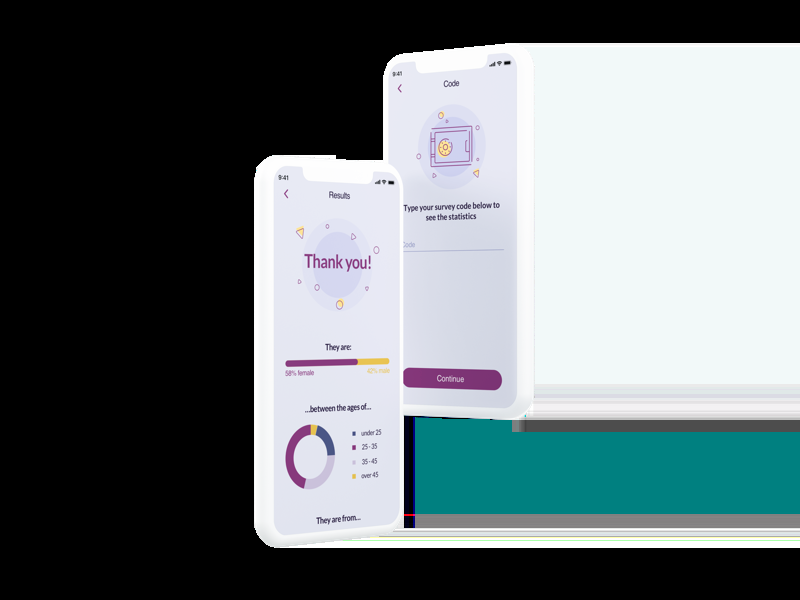 9:41
Code
Type your survey code below to
see the statistics
Code
Continue
9:41
Results
Thank you!
They are:
58% female
42% male
...between the ages of...
under 25
25 - 35
35 - 45
over 45
They are from...